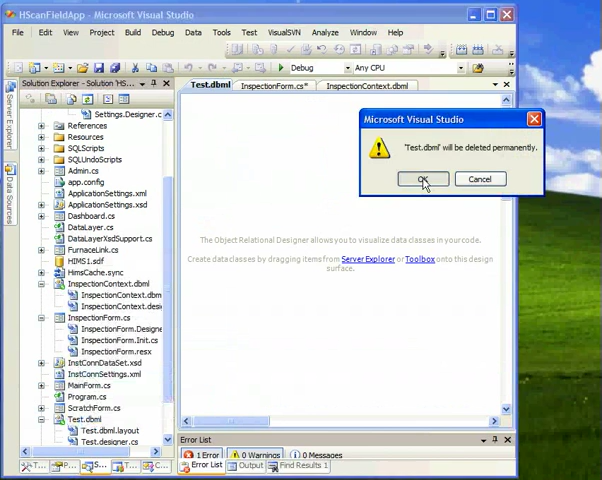 HScanFieldApp - Microsoft Visual Studio
File Edit View Project Build Debug Data Tools Test VisualSVN Analyze Window Help
Debug Any CPU
Solution Explorer - Solution 'HS...
Test.dbml InspectionForm.cs* InspectionContext.dbml
Server Explorer
Data Sources
Settings.Designer.c
References
Resources
SQLScripts
SQLUndoScripts
Admin.cs
app.config
ApplicationSettings.xml
ApplicationSettings.xsd
Dashboard.cs
DataLayer.cs
DataLayerXsdSupport.cs
FurnaceLink.cs
HIMS1.sdf
HimsCache.sync
InspectionContext.dbml
InspectionContext.dbm
InspectionContext.desi
InspectionForm.cs
InspectionForm.Designe
InspectionForm.Init.cs
InspectionForm.resx
InstConnDataSet.xsd
InstConnSettings.xml
MainForm.cs
Program.cs
ScratchForm.cs
Test.dbml
Test.dbml.layout
Test.designer.cs
Microsoft Visual Studio
'Test.dbml' will be deleted permanently.
OK Cancel
The Object Relational Designer allows you to visualize data classes in your code.
Create data classes by dragging items from Server Explorer or Toolbox onto this design
surface.
Error List
1 Error 0 Warnings 0 Messages
T... P... S... T... C...
Error List Output Find Results 1